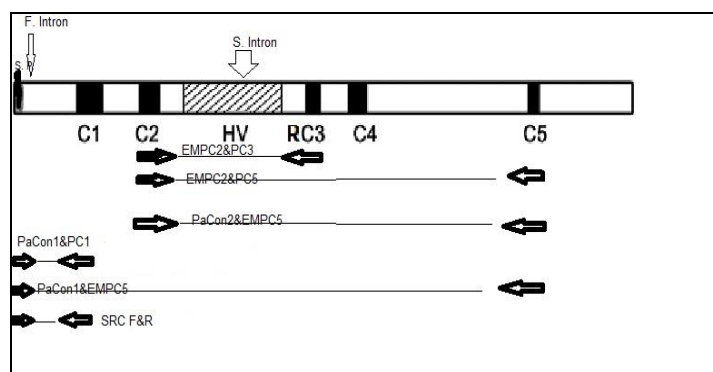 F. Intron
S. Intron
S. P
C1 C2 HV RC3 C4 C5
EMPC2&PC3
EMPC2&PC5
PaCon2&EMPC5
PaCon1&PC1
PaCon1&EMPC5
SRC F&R